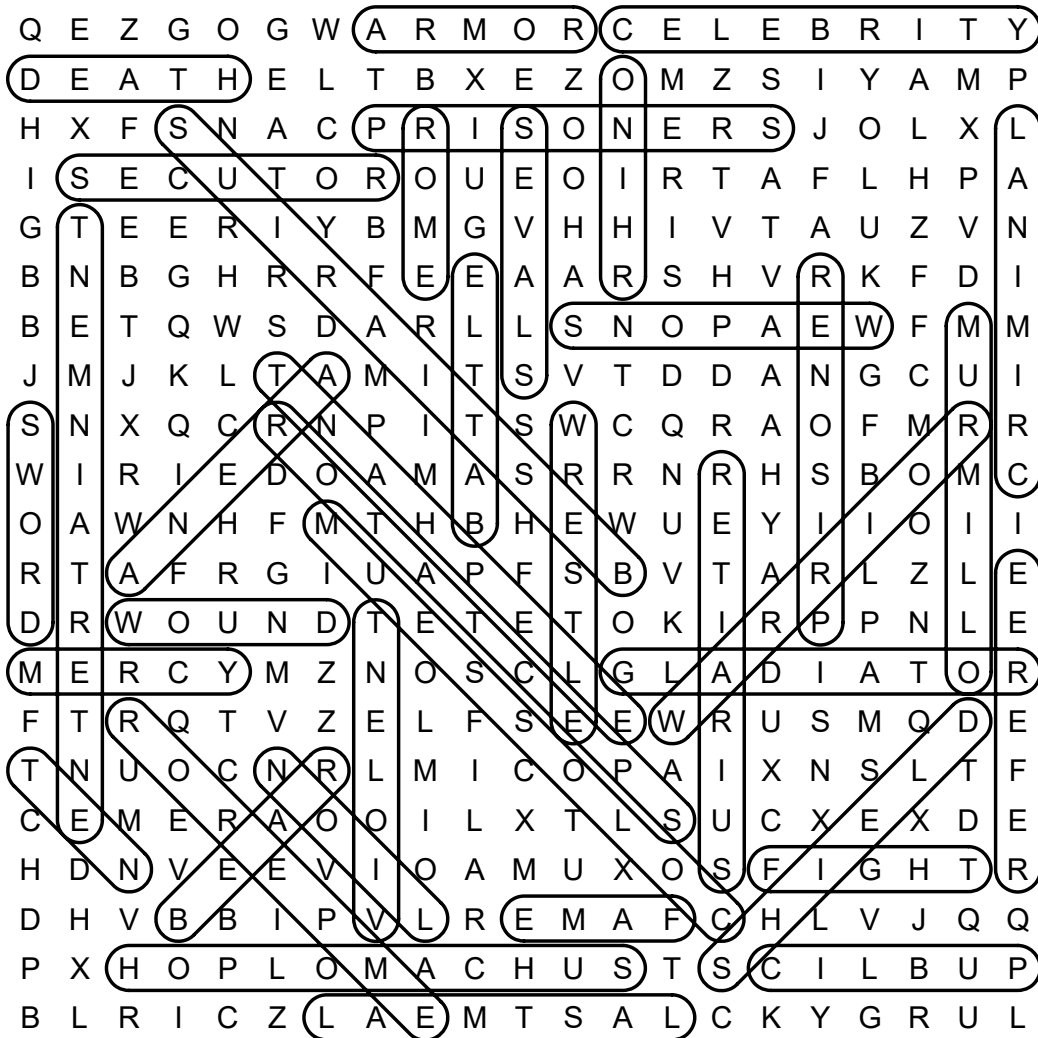 Q E Z G O G W A R M O R C E L E B R I T Y
D E A T H E L T B X E Z O M Z S I Y A M P
H X F S N A C P R I S O N E R S J O L X L
I S E C U T O R O U E O I R T A F L H P A
G T E E R I Y B M G V H H I V T A U Z V N
B N B G H R R F E E A A R S H V R K F D I
B E T Q W S D A R L L S N O P A E W F M M
J M J K L T A M I T S V T D D A N G C U I
S N X Q C R N P I T S W C Q R A O F M R R
W I R I E D O A M A S R R N R H S B O M C
O A W N H F M T H B H E W U E Y I I O I I
R T A F R G I U A P F S B V T A R L Z L E
D R W O U N D T E T E T O K I R P P N L E
M E R C Y M Z N O S C L G L A D I A T O R
F T R Q T V Z E L F S E E W R U S M Q D E
T N U O C N R L M I C O P A I X N S L T F
C E M E R A O O I L X T L S U C X E X D E
H D N V E E V I O A M U X O S F I G H T R
D H V B B I P V L R E M A F C H L V J Q Q
P X H O P L O M A C H U S T S C I L B U P
B L R I C Z L A E M T S A L C K Y G R U L